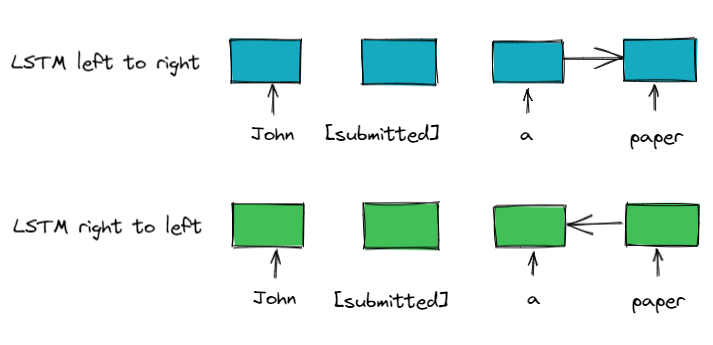 LSTM left to right
John [submitted] a paper
LSTM right to left
John [submitted] a paper